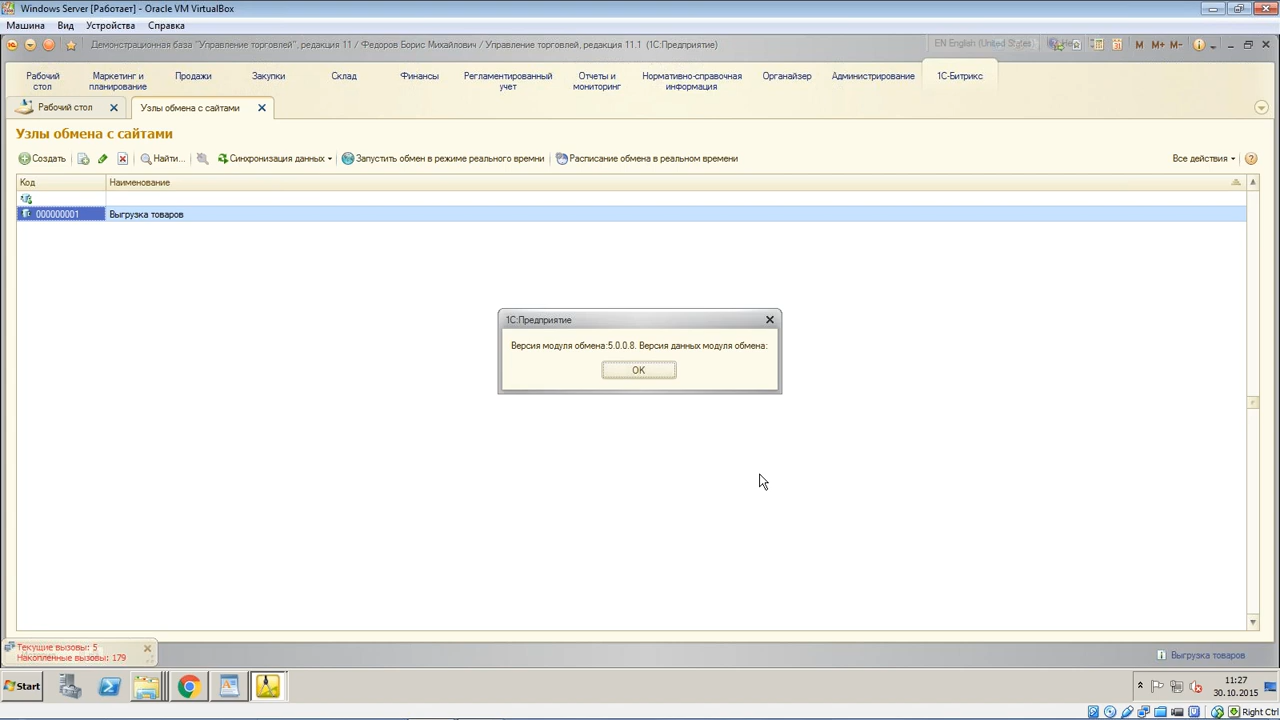 Windows Server [Работает] - Oracle VM VirtualBox
Машина Вид Устройства Справка
Демонстрационная база "Управление торговлей", редакция 11 / Федоров Борис Михайлович / Управление торговлей, редакция 11.1 (1С:Предприятие)
EN English (United States)
M M+ M-
Рабочий стол
Маркетинг и планирование
Продажи
Закупки
Склад
Финансы
Регламентированный учет
Отчеты и мониторинг
Нормативно-справочная информация
Органайзер
Администрирование
1С-Битрикс
Рабочий стол
Узлы обмена с сайтами
Узлы обмена с сайтами
Создать Найти... Синхронизация данных Запустить обмен в режиме реального времни Расписание обмена в реальном времени Все действия
Код Наименование
000000001 Выгрузка товаров
1С:Предприятие
Версия модуля обмена:5.0.0.8. Версия данных модуля обмена:
OK
Текущие вызовы: 5
Накопленные вызовы: 179
Выгрузка товаров
Start
11:27
30.10.2015
Right Ctrl